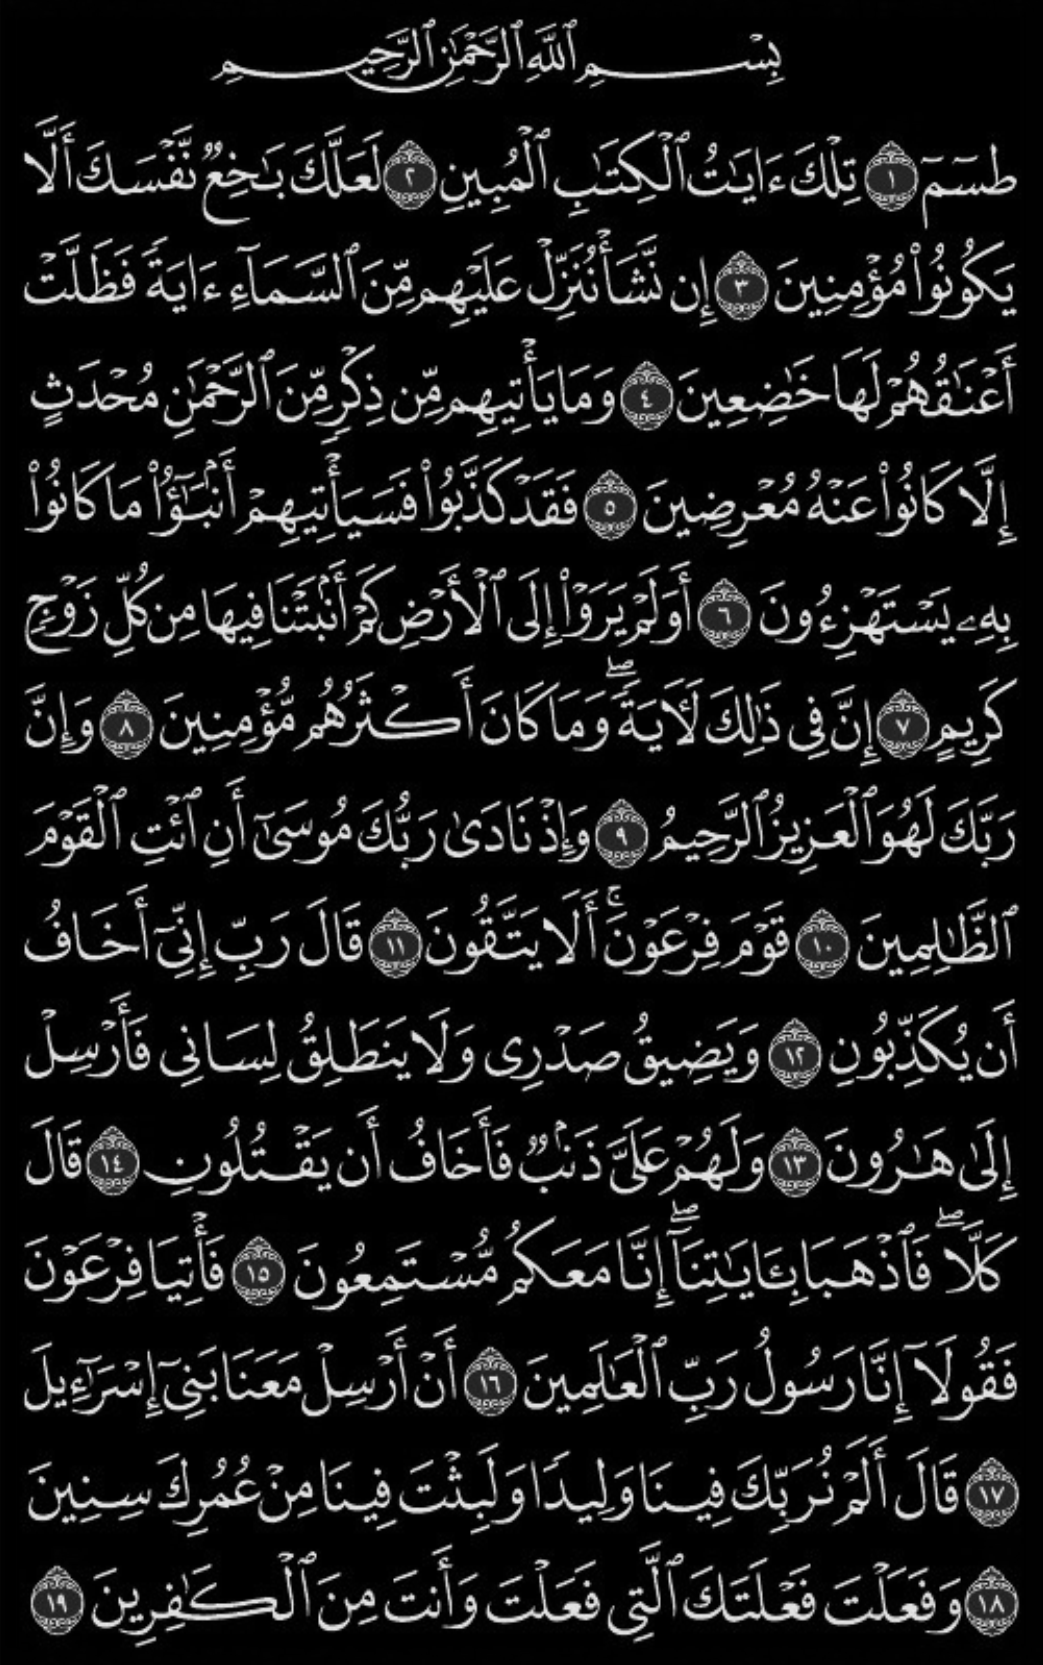 بِسْمِ ٱللَّهِ ٱلرَّحْمَٰنِ ٱلرَّحِيمِ
طسٓمٓ ١ تِلْكَ ءَايَٰتُ ٱلْكِتَٰبِ ٱلْمُبِينِ ٢ لَعَلَّكَ بَٰخِعٌ نَّفْسَكَ أَلَّا
يَكُونُوا۟ مُؤْمِنِينَ ٣ إِن نَّشَأْ نُنَزِّلْ عَلَيْهِم مِّنَ ٱلسَّمَآءِ ءَايَةً فَظَلَّتْ
أَعْنَٰقُهُمْ لَهَا خَٰضِعِينَ ٤ وَمَا يَأْتِيهِم مِّن ذِكْرٍ مِّنَ ٱلرَّحْمَٰنِ مُحْدَثٍ
إِلَّا كَانُوا۟ عَنْهُ مُعْرِضِينَ ٥ فَقَدْ كَذَّبُوا۟ فَسَيَأْتِيهِمْ أَنۢبَٰٓؤُا۟ مَا كَانُوا۟
بِهِۦ يَسْتَهْزِءُونَ ٦ أَوَلَمْ يَرَوْا۟ إِلَى ٱلْأَرْضِ كَمْ أَنۢبَتْنَا فِيهَا مِن كُلِّ زَوْجٍ
كَرِيمٍ ٧ إِنَّ فِى ذَٰلِكَ لَءَايَةً ۖ وَمَا كَانَ أَكْثَرُهُم مُّؤْمِنِينَ ٨ وَإِنَّ
رَبَّكَ لَهُوَ ٱلْعَزِيزُ ٱلرَّحِيمُ ٩ وَإِذْ نَادَىٰ رَبُّكَ مُوسَىٰٓ أَنِ ٱئْتِ ٱلْقَوْمَ
ٱلظَّٰلِمِينَ ١٠ قَوْمَ فِرْعَوْنَ ۚ أَلَا يَتَّقُونَ ١١ قَالَ رَبِّ إِنِّىٓ أَخَافُ
أَن يُكَذِّبُونِ ١٢ وَيَضِيقُ صَدْرِى وَلَا يَنطَلِقُ لِسَانِى فَأَرْسِلْ
إِلَىٰ هَٰرُونَ ١٣ وَلَهُمْ عَلَىَّ ذَنۢبٌ فَأَخَافُ أَن يَقْتُلُونِ ١٤ قَالَ
كَلَّا ۖ فَٱذْهَبَا بِـَٔايَٰتِنَآ ۖ إِنَّا مَعَكُم مُّسْتَمِعُونَ ١٥ فَأْتِيَا فِرْعَوْنَ
فَقُولَآ إِنَّا رَسُولُ رَبِّ ٱلْعَٰلَمِينَ ١٦ أَنْ أَرْسِلْ مَعَنَا بَنِىٓ إِسْرَٰٓءِيلَ
١٧ قَالَ أَلَمْ نُرَبِّكَ فِينَا وَلِيدًا وَلَبِثْتَ فِينَا مِنْ عُمُرِكَ سِنِينَ
١٨ وَفَعَلْتَ فَعْلَتَكَ ٱلَّتِى فَعَلْتَ وَأَنتَ مِنَ ٱلْكَٰفِرِينَ ١٩